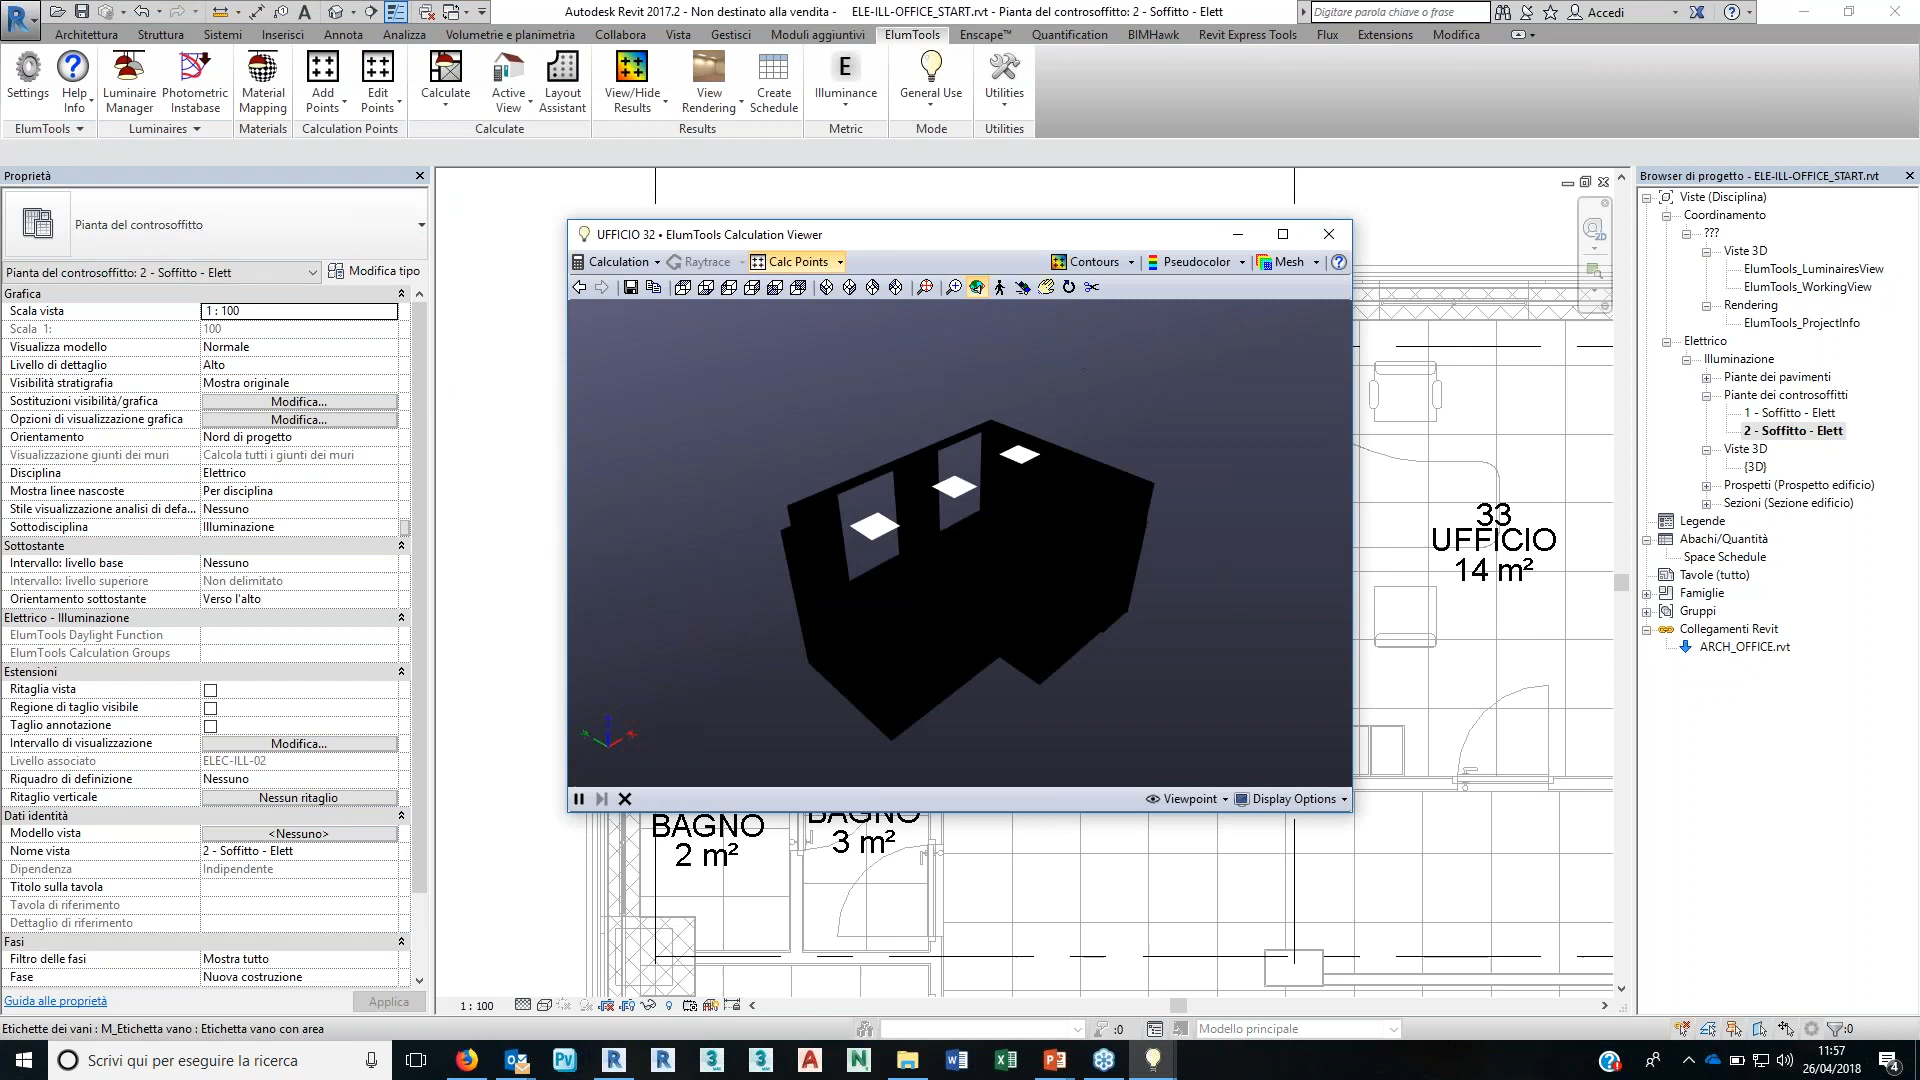 Autodesk Revit 2017.2 - Non destinato alla vendita - ELE-ILL-OFFICE_START.rvt - Pianta del controsoffitto: 2 - Soffitto - Elett
Digitare parola chiave o frase
Accedi
Architettura Struttura Sistemi Inserisci Annota Analizza Volumetrie e planimetria Collabora Vista Gestisci Moduli aggiuntivi ElumTools Enscape™ Quantification BIMHawk Revit Express Tools Flux Extensions Modifica
Settings
Help Info
Luminaire Manager
Photometric Instabase
Material Mapping
Add Points
Edit Points
Calculate
Active View
Layout Assistant
View/Hide Results
View Rendering
Create Schedule
E
Illuminance
General Use
Utilities
ElumTools Luminaires Materials Calculation Points Calculate Results Metric Mode Utilities
Proprietà
Pianta del controsoffitto
Pianta del controsoffitto: 2 - Soffitto - Elett
Modifica tipo
Grafica
Scala vista 1 : 100
Scala 1: 100
Visualizza modello Normale
Livello di dettaglio Alto
Visibilità stratigrafia Mostra originale
Sostituzioni visibilità/grafica Modifica...
Opzioni di visualizzazione grafica Modifica...
Orientamento Nord di progetto
Visualizzazione giunti dei muri Calcola tutti i giunti dei muri
Disciplina Elettrico
Mostra linee nascoste Per disciplina
Stile visualizzazione analisi di defa... Nessuno
Sottodisciplina Illuminazione
Sottostante
Intervallo: livello base Nessuno
Intervallo: livello superiore Non delimitato
Orientamento sottostante Verso l'alto
Elettrico - Illuminazione
ElumTools Daylight Function
ElumTools Calculation Groups
Estensioni
Ritaglia vista
Regione di taglio visibile
Taglio annotazione
Intervallo di visualizzazione Modifica...
Livello associato ELEC-ILL-02
Riquadro di definizione Nessuno
Ritaglio verticale Nessun ritaglio
Dati identità
Modello vista <Nessuno>
Nome vista 2 - Soffitto - Elett
Dipendenza Indipendente
Titolo sulla tavola
Tavola di riferimento
Dettaglio di riferimento
Fasi
Filtro delle fasi Mostra tutto
Fase Nuova costruzione
Guida alle proprietà
Applica
UFFICIO 32 • ElumTools Calculation Viewer
Calculation Raytrace Calc Points Contours Pseudocolor Mesh
Viewpoint Display Options
33
UFFICIO
14 m²
BAGNO
2 m²
BAGNO
3 m²
1 : 100
Browser di progetto - ELE-ILL-OFFICE_START.rvt
Viste (Disciplina)
Coordinamento
???
Viste 3D
ElumTools_LuminairesView
ElumTools_WorkingView
Rendering
ElumTools_ProjectInfo
Elettrico
Illuminazione
Piante dei pavimenti
Piante dei controsoffitti
1 - Soffitto - Elett
2 - Soffitto - Elett
Viste 3D
{3D}
Prospetti (Prospetto edificio)
Sezioni (Sezione edificio)
Legende
Abachi/Quantità
Space Schedule
Tavole (tutto)
Famiglie
Gruppi
Collegamenti Revit
ARCH_OFFICE.rvt
Etichette dei vani : M_Etichetta vano : Etichetta vano con area
:0
Modello principale
:0
Scrivi qui per eseguire la ricerca
11:57
26/04/2018
4